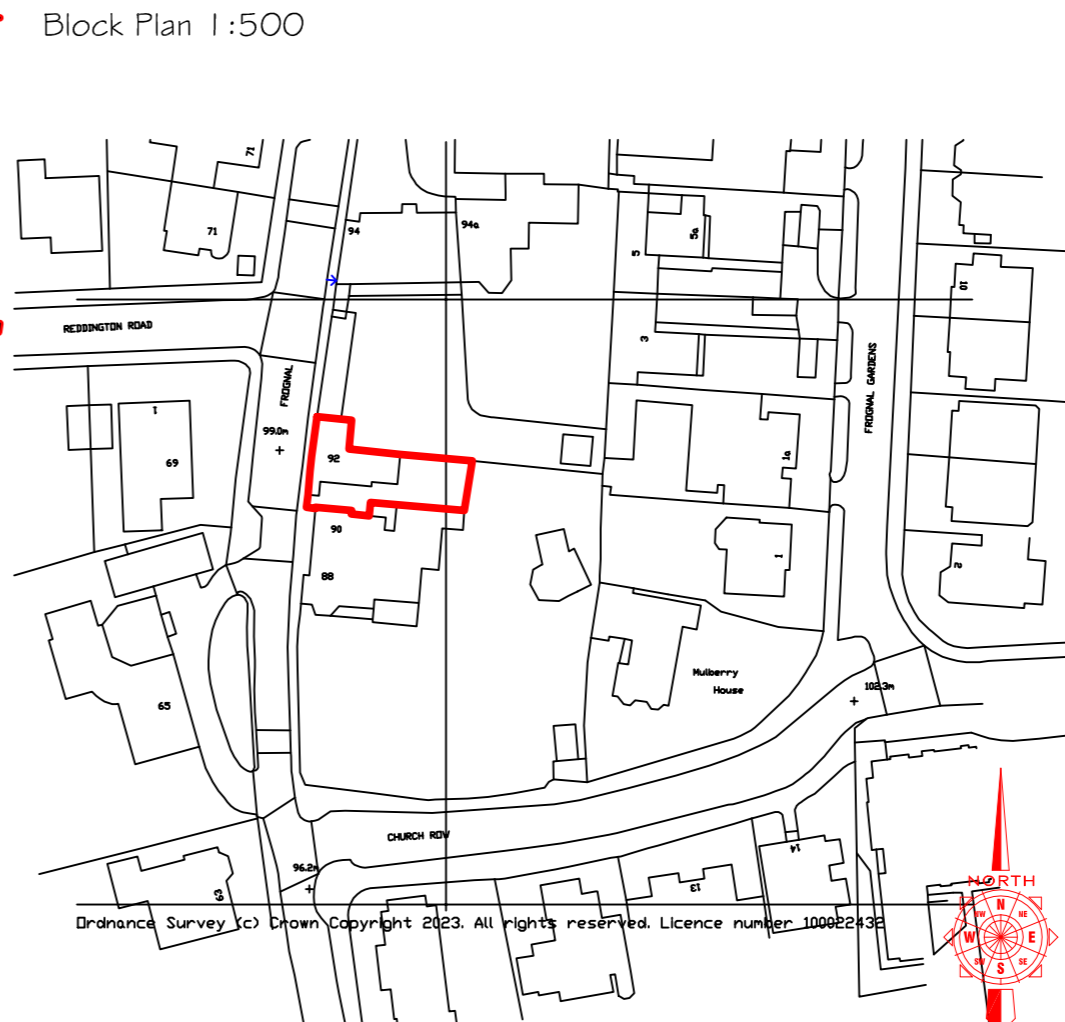 Block Plan 1:500
71
71
94
94a
5
5a
10
REDDINGTON ROAD
FROGNAL
3
FROGNAL GARDENS
1
99.0m
69
92
1a
90
1
2
88
Mulberry
House
102.3m
65
CHURCH ROW
14
96.2m
63
13
NORTH
Ordnance Survey (c) Crown Copyright 2023. All rights reserved. Licence number 100022432
N
NW
NE
W
E
SW
SE
S